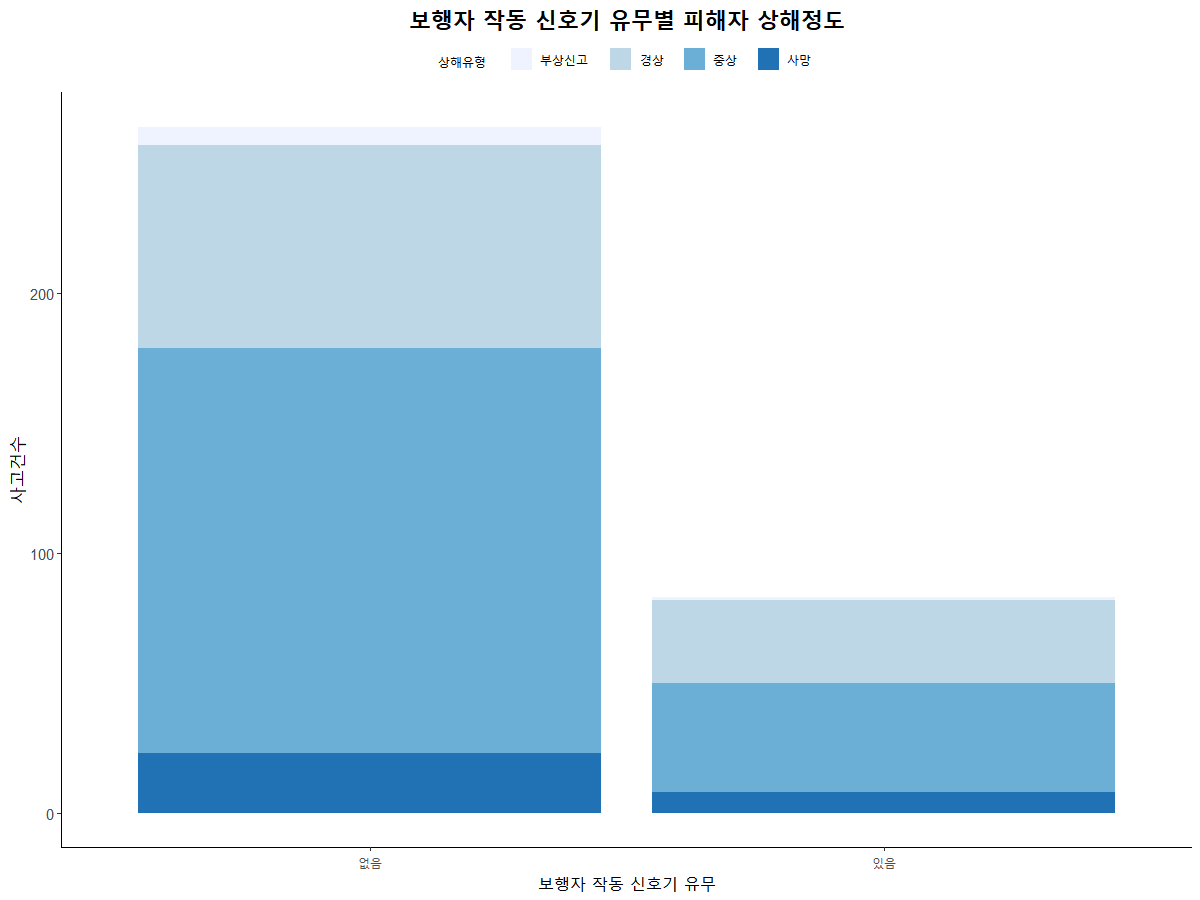 보행자 작동 신호기 유무별 피해자 상해정도
상해유형 부상신고 경상 중상 사망
사고건수
200
100
0
없음 있음
보행자 작동 신호기 유무